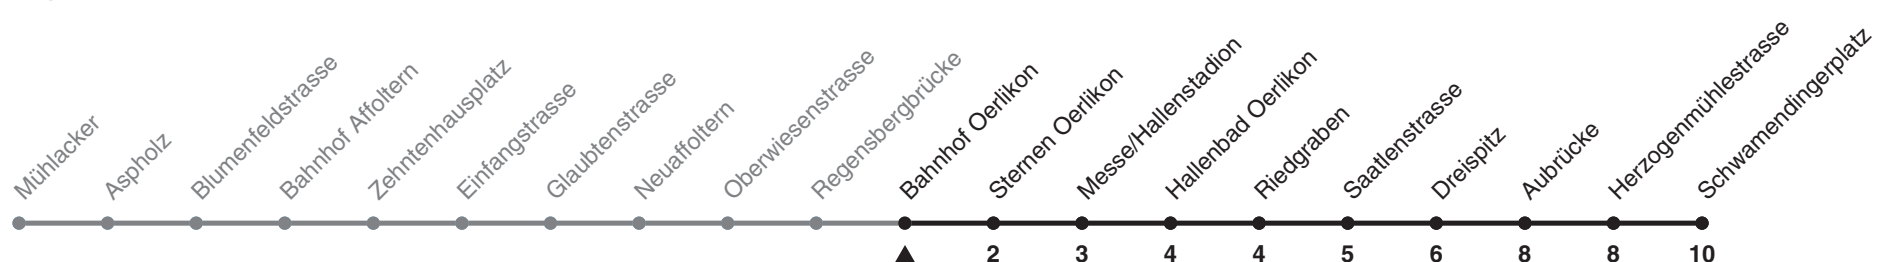 Mühlacker
Aspholz
Blumenfeldstrasse
Bahnhof Affoltern
Zehntenhausplatz
Einfangstrasse
Glaubtenstrasse
Neuaffoltern
Oberwiesenstrasse
Regensbergbrücke
Bahnhof Oerlikon
Sternen Oerlikon
Messe/Hallenstadion
Hallenbad Oerlikon
Riedgraben
Saatlenstrasse
Dreispitz
Aubrücke
Herzogenmühlestrasse
Schwamendingerplatz
2 3 4 4 5 6 8 8 10